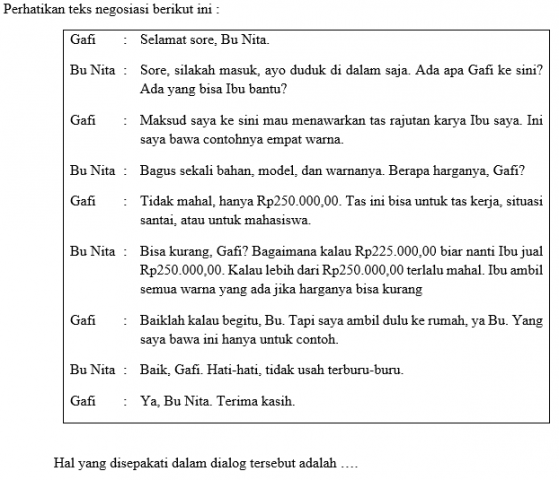 Perhatikan teks negosiasi berikut ini :
Gafi : Selamat sore, Bu Nita.
Bu Nita : Sore, silakah masuk, ayo duduk di dalam saja. Ada apa Gafi ke sini?
Ada yang bisa Ibu bantu?
Gafi : Maksud saya ke sini mau menawarkan tas rajutan karya Ibu saya. Ini
saya bawa contohnya empat warna.
Bu Nita : Bagus sekali bahan, model, dan warnanya. Berapa harganya, Gafi?
Gafi : Tidak mahal, hanya Rp250.000,00. Tas ini bisa untuk tas kerja, situasi
santai, atau untuk mahasiswa.
Bu Nita : Bisa kurang, Gafi? Bagaimana kalau Rp225.000,00 biar nanti Ibu jual
Rp250.000,00. Kalau lebih dari Rp250.000,00 terlalu mahal. Ibu ambil
semua warna yang ada jika harganya bisa kurang
Gafi : Baiklah kalau begitu, Bu. Tapi saya ambil dulu ke rumah, ya Bu. Yang
saya bawa ini hanya untuk contoh.
Bu Nita : Baik, Gafi. Hati-hati, tidak usah terburu-buru.
Gafi : Ya, Bu Nita. Terima kasih.
Hal yang disepakati dalam dialog tersebut adalah ….